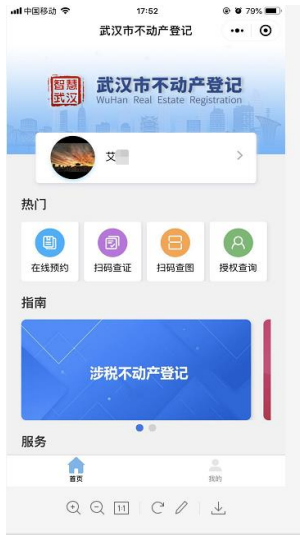 中国移动 17:52 79%
武汉市不动产登记
智慧武汉
武汉市不动产登记
WuHan Real Estate Registration
艾
热门
在线预约 扫码查证 扫码查图 授权查询
指南
涉税不动产登记
服务
首页 我的
1:1